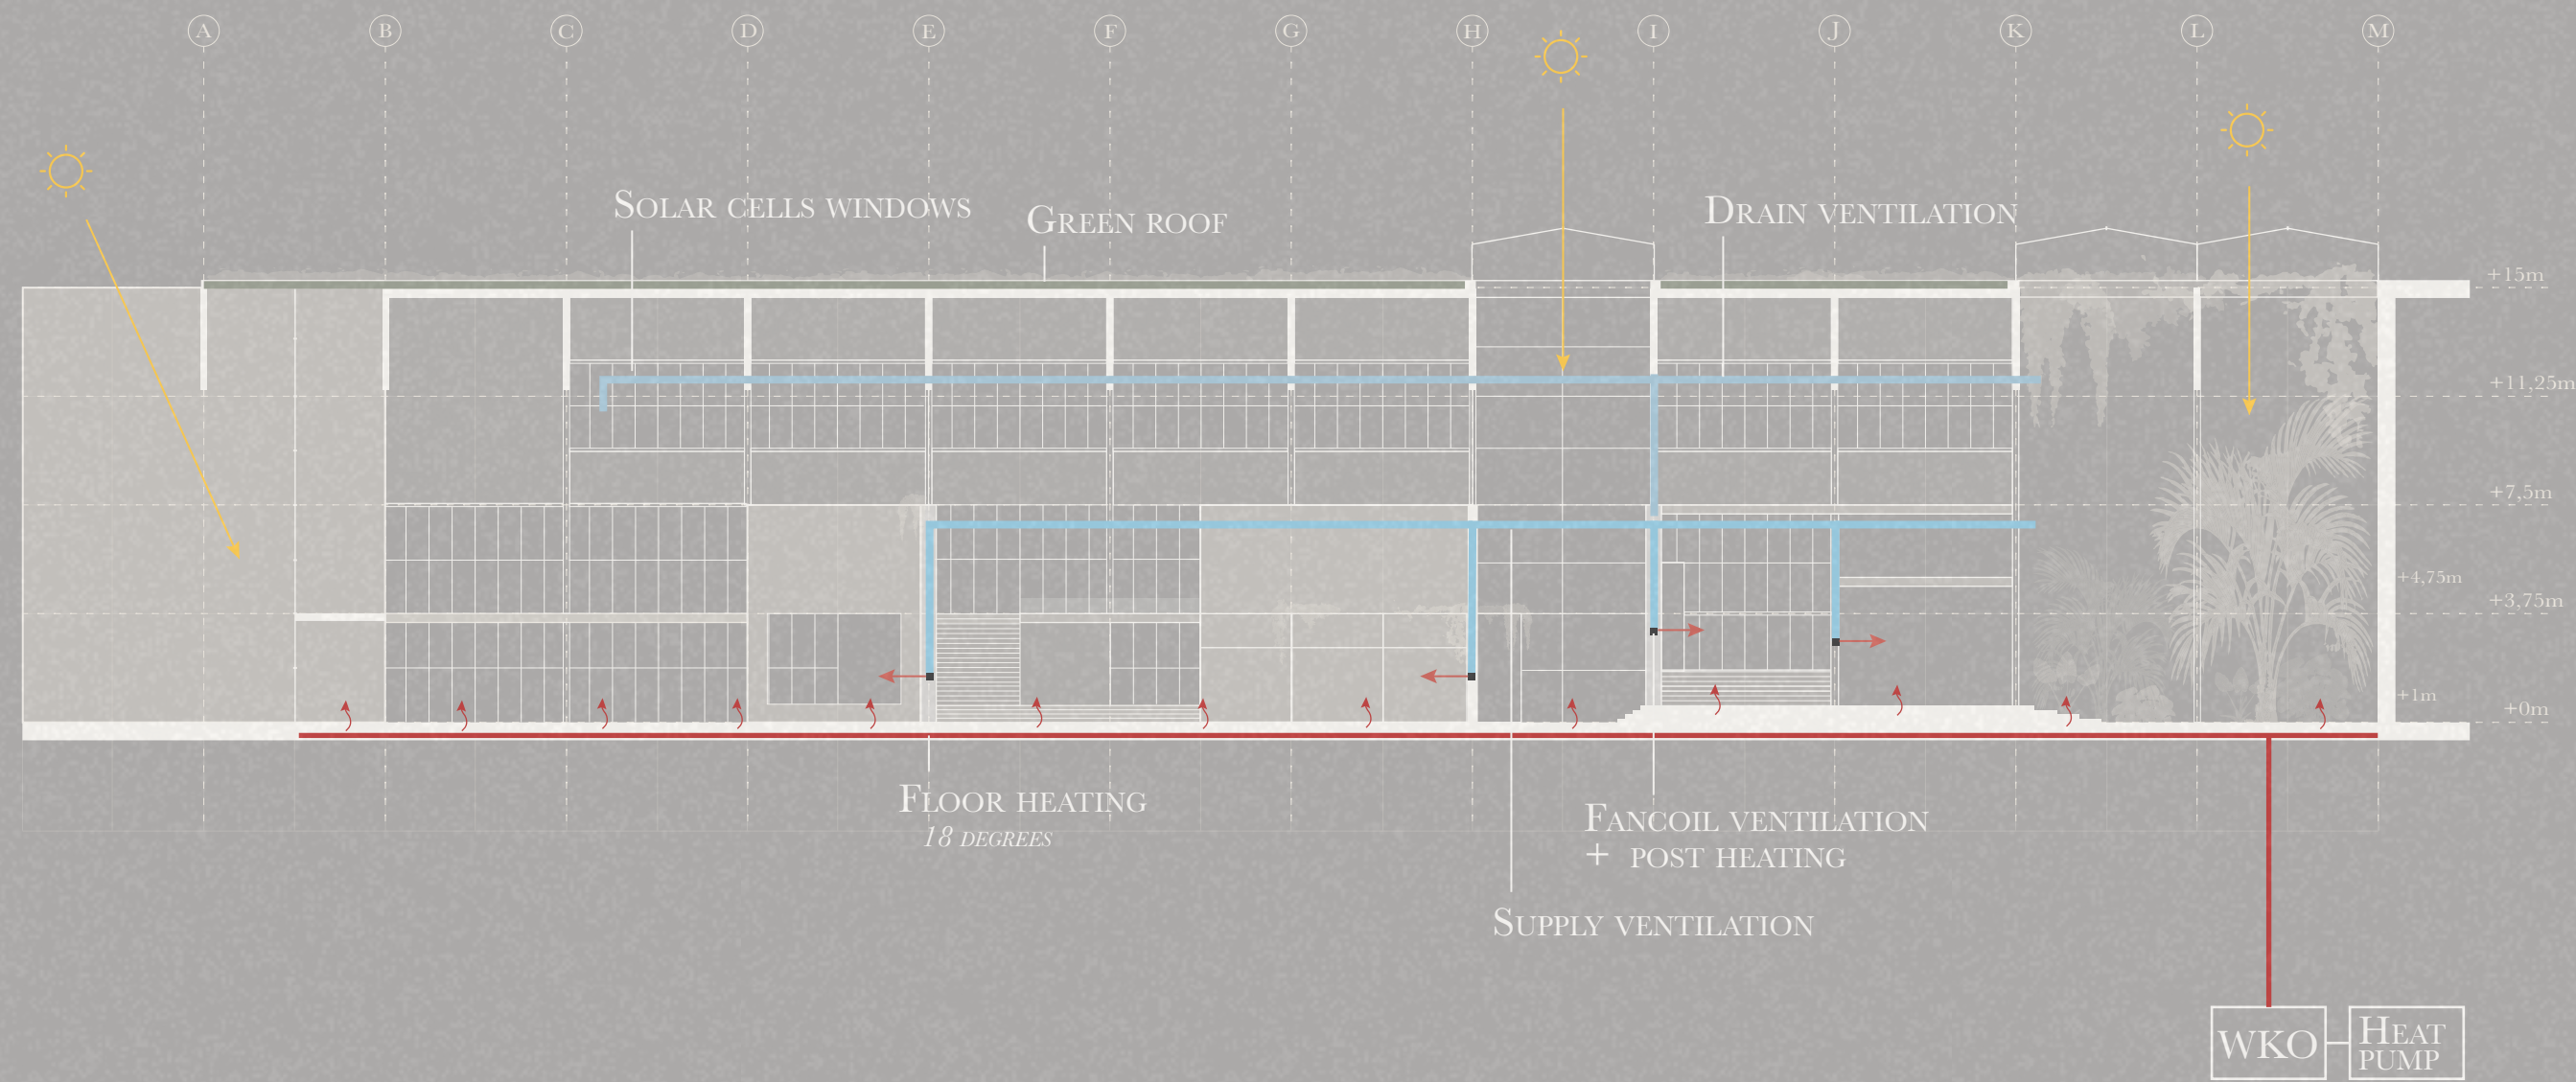 A B C D E F G H I J K L M
Solar cells windows
Green roof
Drain ventilation
+15m
+11,25m
+7,5m
+4,75m
+3,75m
+1m
+0m
Floor heating
18 degrees
Fancoil ventilation
+ post heating
Supply ventilation
WKO
Heat
pump